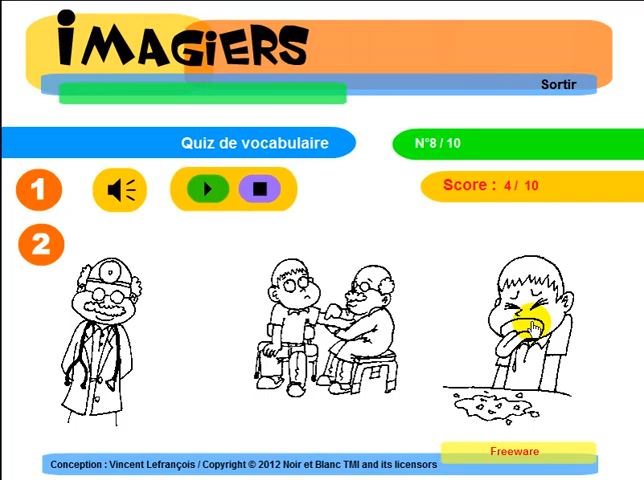 iMAGiERS
Sortir
Quiz de vocabulaire
N°8 / 10
1
Score : 4 / 10
2
Freeware
Conception : Vincent Lefrançois / Copyright © 2012 Noir et Blanc TMI and its licensors